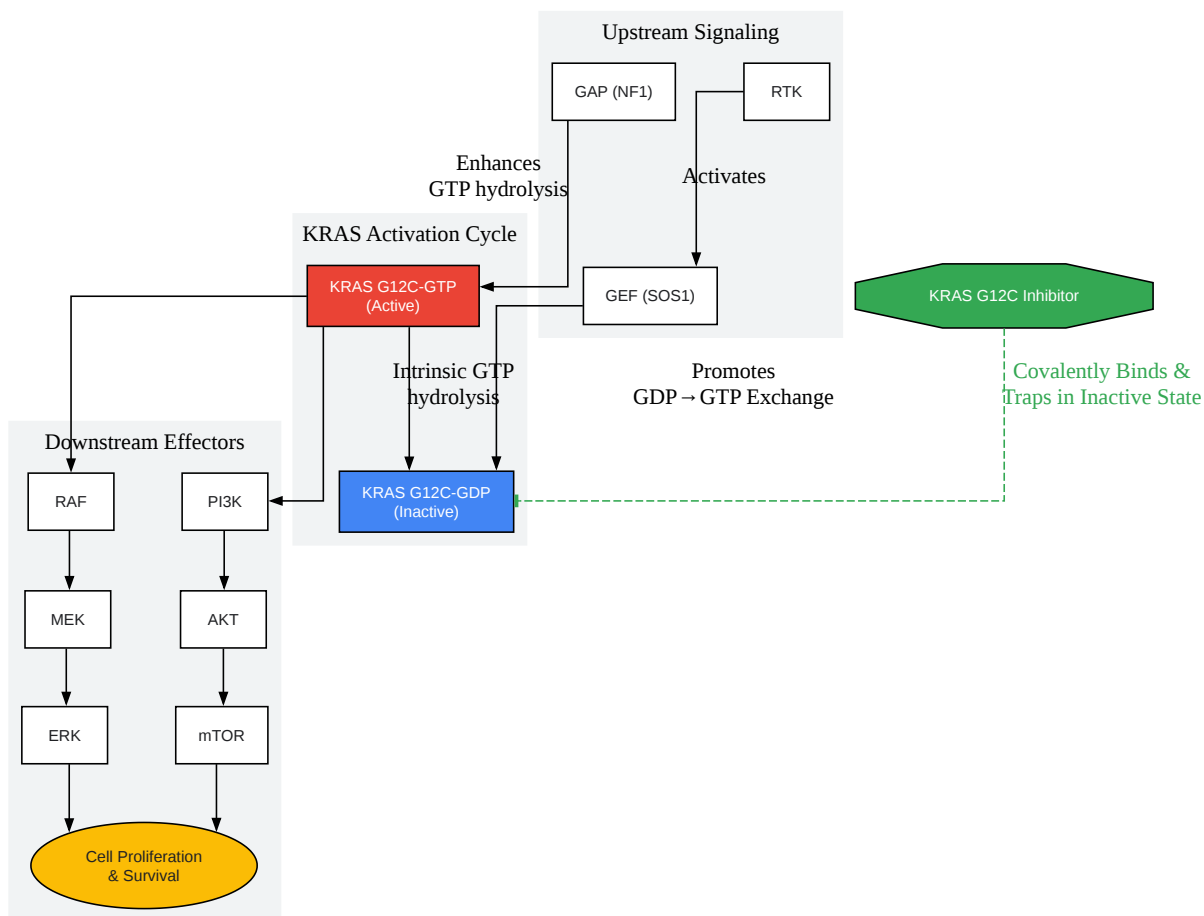 Upstream Signaling
GAP (NF1)
RTK
Enhances
GTP hydrolysis
Activates
KRAS Activation Cycle
KRAS G12C-GTP
(Active)
GEF (SOS1)
KRAS G12C Inhibitor
Intrinsic GTP
hydrolysis
Promotes
GDP→GTP Exchange
Covalently Binds &
Traps in Inactive State
Downstream Effectors
RAF
PI3K
KRAS G12C-GDP
(Inactive)
MEK
AKT
ERK
mTOR
Cell Proliferation
& Survival